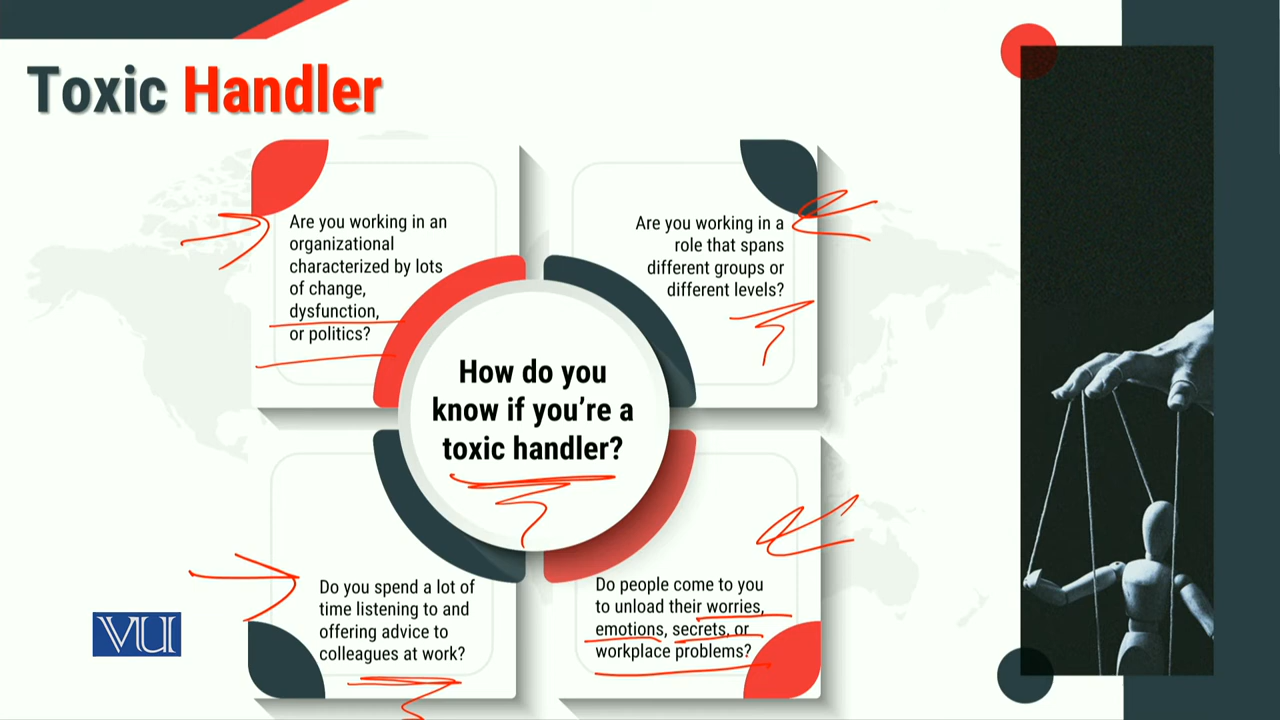 Toxic Handler
Are you working in an
organizational
characterized by lots
of change,
dysfunction,
or politics?
Are you working in a
role that spans
different groups or
different levels?
How do you
know if you’re a
toxic handler?
Do you spend a lot of
time listening to and
offering advice to
colleagues at work?
Do people come to you
to unload their worries,
emotions, secrets, or
workplace problems?
VU